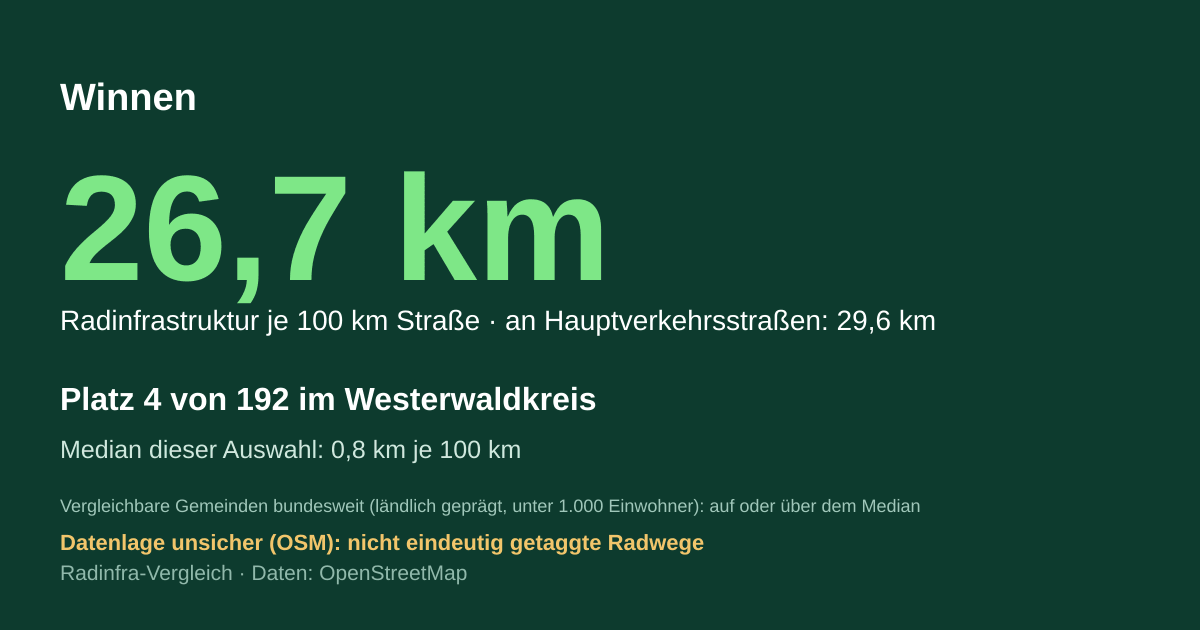 Winnen
26,7 km
Radinfrastruktur je 100 km Straße · an Hauptverkehrsstraßen: 29,6 km
Platz 4 von 192 im Westerwaldkreis
Median dieser Auswahl: 0,8 km je 100 km
Vergleichbare Gemeinden bundesweit (ländlich geprägt, unter 1.000 Einwohner): auf oder über dem Median
Datenlage unsicher (OSM): nicht eindeutig getaggte Radwege
Radinfra-Vergleich · Daten: OpenStreetMap